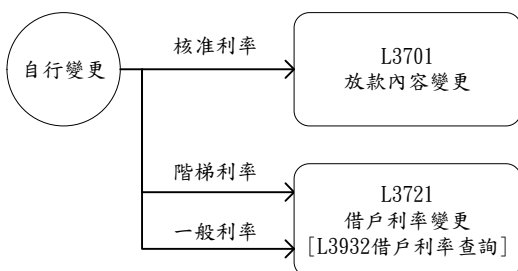 自行變更
核准利率
L3701
放款內容變更
階梯利率
一般利率
L3721
借戶利率變更
[L3932借戶利率查詢]